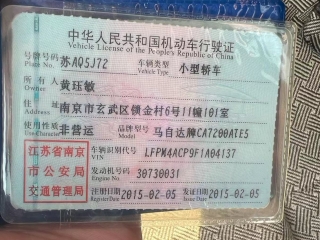 中华人民共和国机动车行驶证
Vehicle License of the People's Republic of China
号牌号码 苏AQ5J72 车辆类型 小型轿车
Plate No. Vehicle Type
所有人 黄珏敏
Owner
住址 南京市玄武区锁金村6号11幢101室
Address
使用性质 非营运 品牌型号 马自达牌CA7200ATE5
Use Character Model
江苏省南京市公安局交通管理局
车辆识别代号 LFPM4ACP9F1A04137
VIN
发动机号码 30730031
Engine No.
注册日期 2015-02-05 发证日期 2015-02-05
Register Date Issue Date